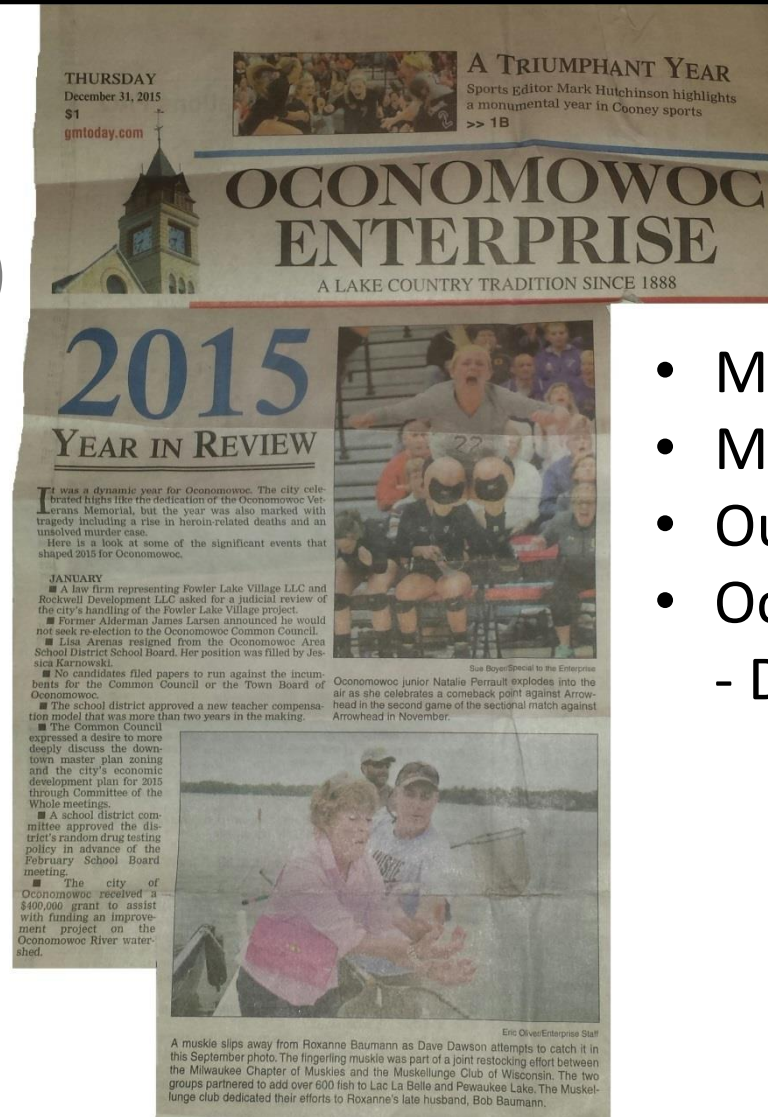 THURSDAY
December 31, 2015
$1
gmtoday.com
A TRIUMPHANT YEAR
Sports Editor Mark Hutchinson highlights
a monumental year in Cooney sports
>> 1B
OCONOMOWOC
ENTERPRISE
A LAKE COUNTRY TRADITION SINCE 1888
2015
YEAR IN REVIEW
It was a dynamic year for Oconomowoc. The city cele-
brated highs like the dedication of the Oconomowoc Vet-
erans Memorial, but the year was also marked with
tragedy including a rise in heroin-related deaths and an
unsolved murder case.
Here is a look at some of the significant events that
shaped 2015 for Oconomowoc.
JANUARY
■ A law firm representing Fowler Lake Village LLC and
Rockwell Development LLC asked for a judicial review of
the city's handling of the Fowler Lake Village project.
■ Former Alderman James Larsen announced he would
not seek re-election to the Oconomowoc Common Council.
■ Lisa Arenas resigned from the Oconomowoc Area
School District School Board. Her position was filled by Jes-
sica Karnowski.
■ No candidates filed papers to run against the incum-
bents for the Common Council or the Town Board of
Oconomowoc.
■ The school district approved a new teacher compensa-
tion model that was more than two years in the making.
■ The Common Council
expressed a desire to more
deeply discuss the down-
town master plan zoning
and the city's economic
development plan for 2015
through Committee of the
Whole meetings.
■ A school district com-
mittee approved the dis-
trict's random drug testing
policy in advance of the
February School Board
meeting.
■ The city of
Oconomowoc received a
$400,000 grant to assist
with funding an improve-
ment project on the
Oconomowoc River water-
shed.
22
Sue Boyer/Special to the Enterprise
Oconomowoc junior Natalie Perrault explodes into the
air as she celebrates a comeback point against Arrow-
head in the second game of the sectional match against
Arrowhead in November.
Eric Oliver/Enterprise Staff
A muskie slips away from Roxanne Baumann as Dave Dawson attempts to catch it in
this September photo. The fingerling muskie was part of a joint restocking effort between
the Milwaukee Chapter of Muskies and the Muskellunge Club of Wisconsin. The two
groups partnered to add over 600 fish to Lac La Belle and Pewaukee Lake. The Muskel-
lunge club dedicated their efforts to Roxanne's late husband, Bob Baumann.
• M
• M
• Ou